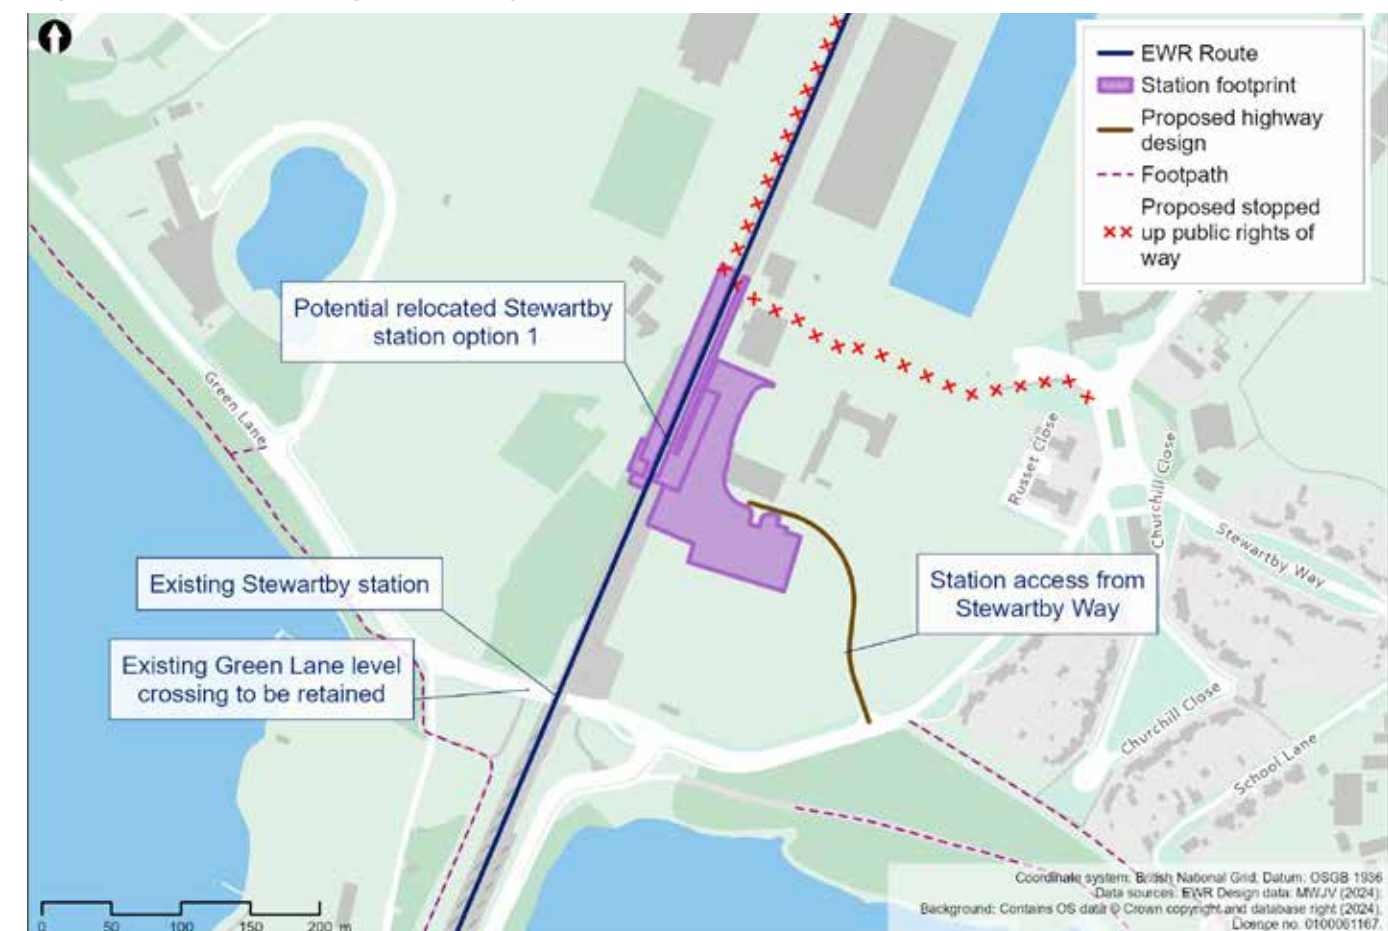 EWR Route
Station footprint
Proposed highway
design
Footpath
Proposed stopped
up public rights of
way
Potential relocated Stewartby
station option 1
Green Lane
Russet Close
Churchill Close
Stewartby Way
Existing Stewartby station
Station access from
Stewartby Way
Existing Green Lane level
crossing to be retained
Churchill Close
School Lane
Coordinate system: British National Grid, Datum: OSGB 1936
Data sources: EWR Design data: MWJV (2024);
Background: Contains OS data © Crown copyright and database right (2024),
Licence no. 0100061167.
0 50 100 150 200 m